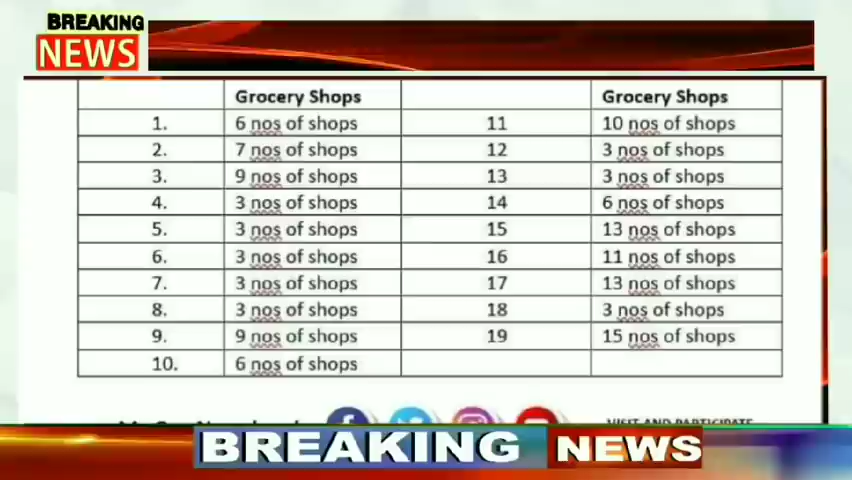 BREAKING
NEWS
Grocery Shops Grocery Shops
1. 6 nos of shops 11 10 nos of shops
2. 7 nos of shops 12 3 nos of shops
3. 9 nos of shops 13 3 nos of shops
4. 3 nos of shops 14 6 nos of shops
5. 3 nos of shops 15 13 nos of shops
6. 3 nos of shops 16 11 nos of shops
7. 3 nos of shops 17 13 nos of shops
8. 3 nos of shops 18 3 nos of shops
9. 9 nos of shops 19 15 nos of shops
10. 6 nos of shops
VISIT AND PARTICIPATE
BREAKING NEWS